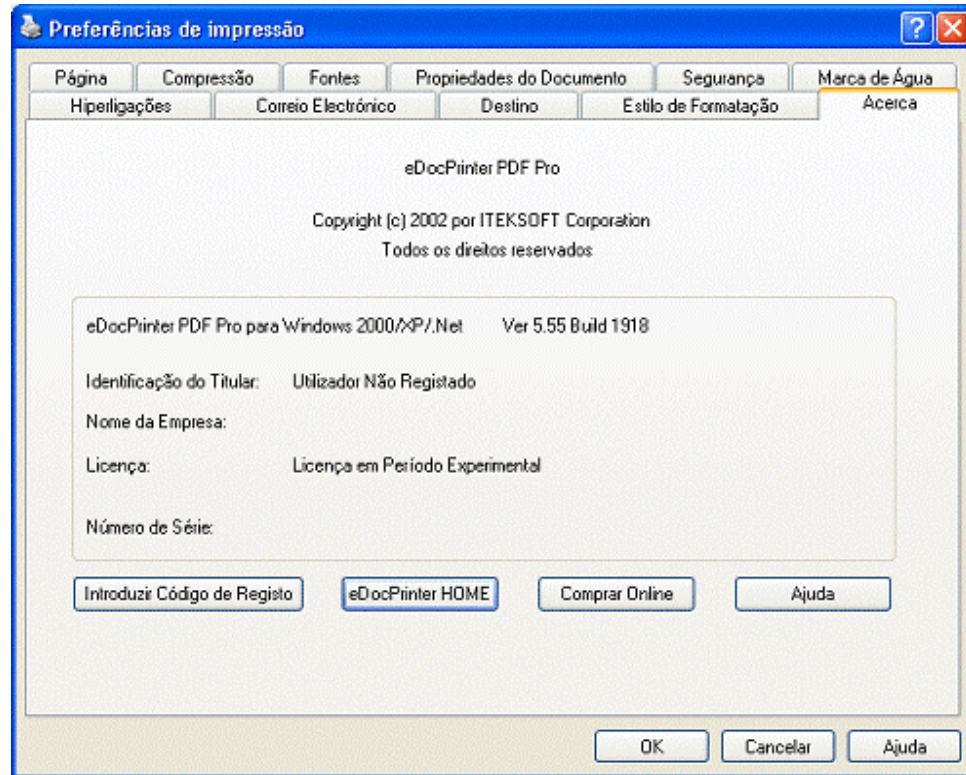 Preferências de impressão
Página Compressão Fontes Propriedades do Documento Segurança Marca de Água
Hiperligações Correio Electrónico Destino Estilo de Formatação Acerca
eDocPrinter PDF Pro
Copyright (c) 2002 por ITEKSOFT Corporation
Todos os direitos reservados
eDocPrinter PDF Pro para Windows 2000/XP/.Net Ver 5.55 Build 1918
Identificação do Títular: Utilizador Não Registado
Nome da Empresa:
Licença: Licença em Período Experimental
Número de Série:
Introduzir Código de Registo eDocPrinter HOME Comprar Online Ajuda
OK Cancelar Ajuda